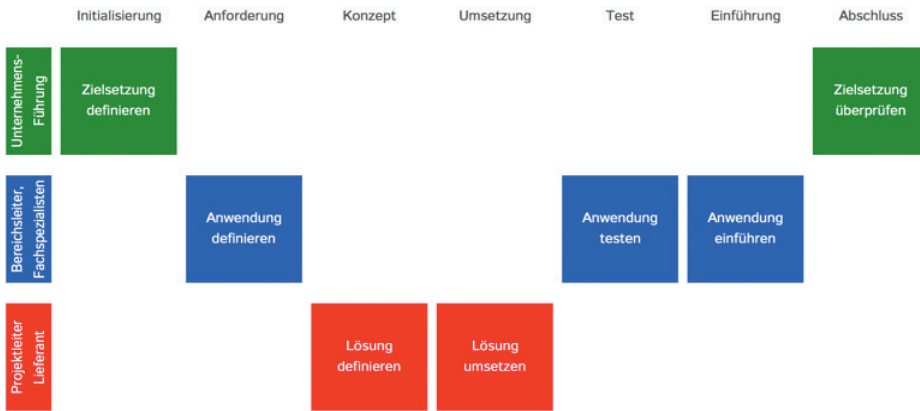 Initialisierung Anforderung Konzept Umsetzung Test Einführung Abschluss
Unternehmens-
Führung
Zielsetzung
definieren
Zielsetzung
überprüfen
Bereichsleiter,
Fachspezialisten
Anwendung
definieren
Anwendung
testen
Anwendung
einführen
Projektleiter
Lieferant
Lösung
definieren
Lösung
umsetzen